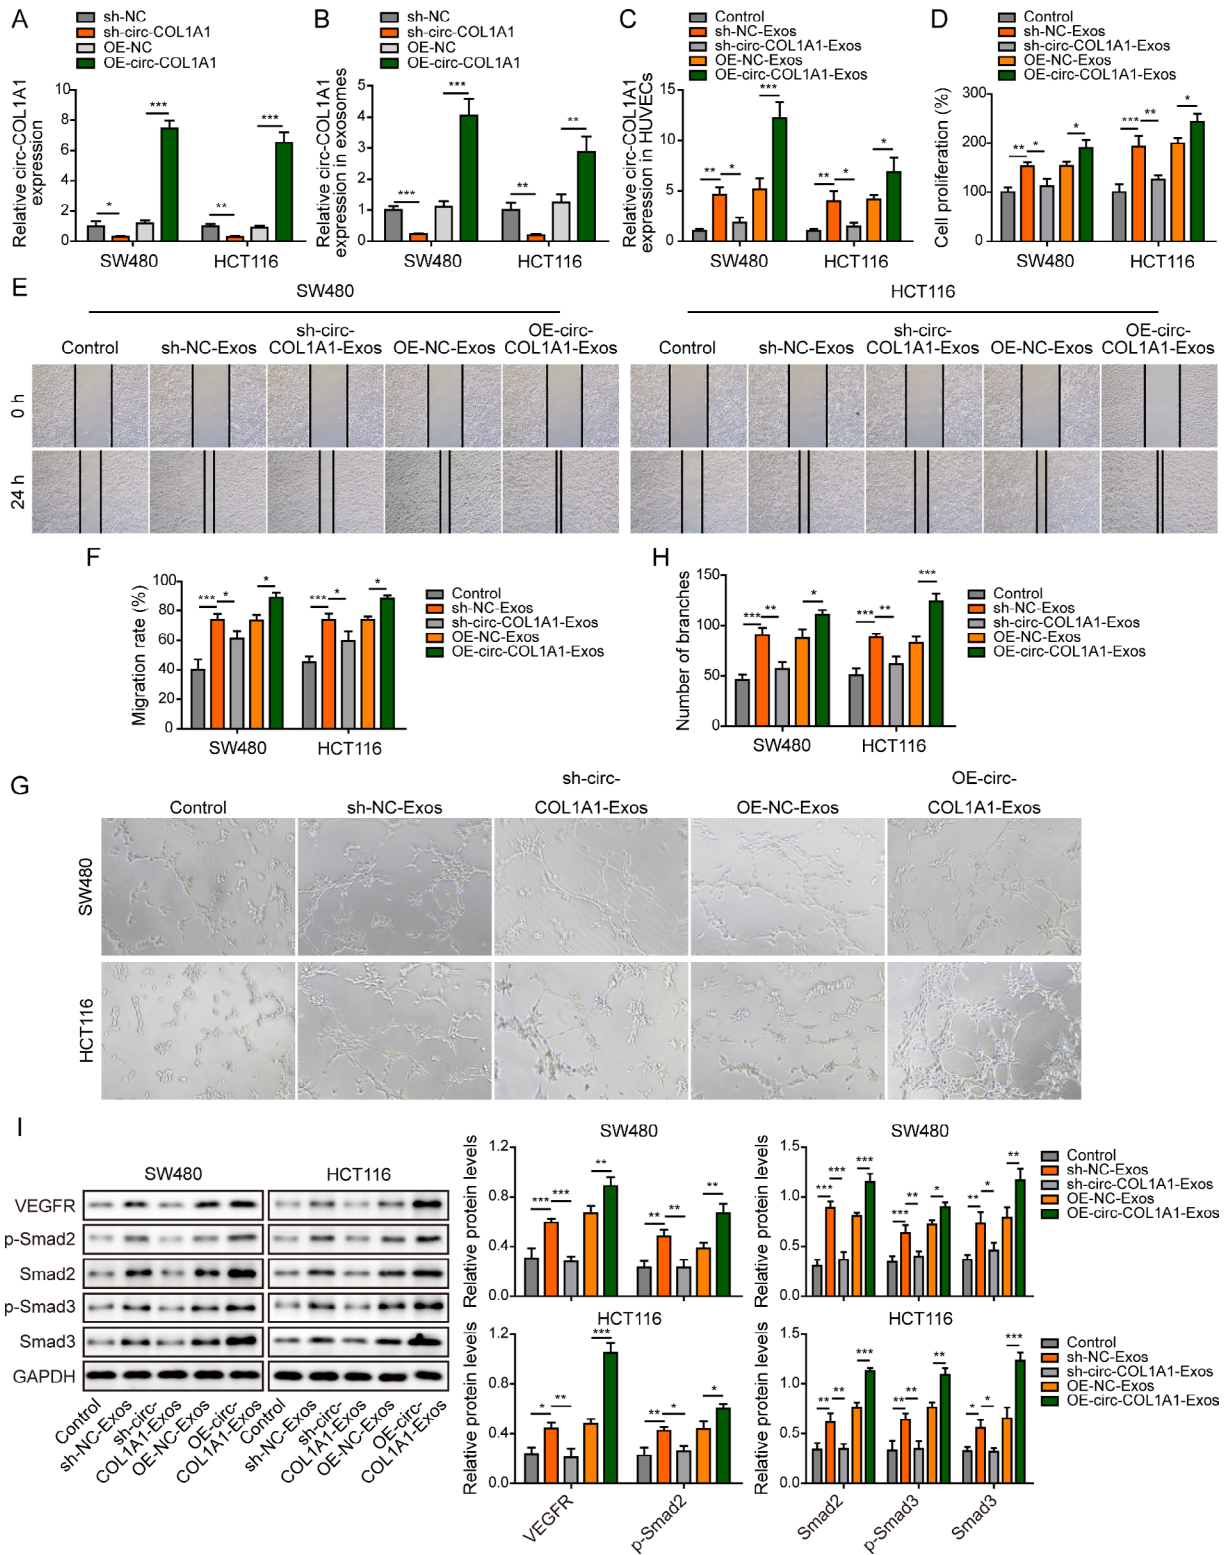 A
sh-NC
sh-circ-COL1A1
OE-NC
OE-circ-COL1A1
Relative circ-COL1A1
expression
10
8
6
4
2
0
*
***
**
***
SW480
HCT116
B
sh-NC
sh-circ-COL1A1
OE-NC
OE-circ-COL1A1
Relative circ-COL1A1
expression in exosomes
5
4
3
2
1
0
***
***
**
**
SW480
HCT116
C
Control
sh-NC-Exos
sh-circ-COL1A1-Exos
OE-NC-Exos
OE-circ-COL1A1-Exos
Relative circ-COL1A1
expression in HUVECs
15
10
5
0
**
*
***
**
*
*
SW480
HCT116
D
Control
sh-NC-Exos
sh-circ-COL1A1-Exos
OE-NC-Exos
OE-circ-COL1A1-Exos
Cell proliferation (%)
300
200
100
0
**
*
*
***
**
*
SW480
HCT116
E
SW480
HCT116
Control
sh-NC-Exos
sh-circ-
COL1A1-Exos
OE-NC-Exos
OE-circ-
COL1A1-Exos
Control
sh-NC-Exos
sh-circ-
COL1A1-Exos
OE-NC-Exos
OE-circ-
COL1A1-Exos
0 h
24 h
F
Migration rate (%)
100
80
60
40
20
0
***
*
*
***
*
*
SW480
HCT116
Control
sh-NC-Exos
sh-circ-COL1A1-Exos
OE-NC-Exos
OE-circ-COL1A1-Exos
H
Number of branches
150
100
50
0
***
**
*
***
**
***
SW480
HCT116
Control
sh-NC-Exos
sh-circ-COL1A1-Exos
OE-NC-Exos
OE-circ-COL1A1-Exos
G
Control
sh-NC-Exos
sh-circ-
COL1A1-Exos
OE-NC-Exos
OE-circ-
COL1A1-Exos
SW480
HCT116
I
SW480
HCT116
VEGFR
p-Smad2
Smad2
p-Smad3
Smad3
GAPDH
Control
sh-NC-Exos
sh-circ-
COL1A1-Exos
OE-NC-Exos
OE-circ-
COL1A1-Exos
Control
sh-NC-Exos
sh-circ-
COL1A1-Exos
OE-NC-Exos
OE-circ-
COL1A1-Exos
SW480
Relative protein levels
1.2
0.8
0.4
0.0
***
***
**
**
**
**
SW480
Relative protein levels
1.5
1.0
0.5
0.0
***
***
***
***
**
*
**
*
**
Control
sh-NC-Exos
sh-circ-COL1A1-Exos
OE-NC-Exos
OE-circ-COL1A1-Exos
HCT116
Relative protein levels
1.2
0.8
0.4
0.0
*
**
***
**
*
*
VEGFR
p-Smad2
HCT116
Relative protein levels
1.5
1.0
0.5
0.0
**
**
***
**
**
**
*
*
***
Smad2
p-Smad3
Smad3
Control
sh-NC-Exos
sh-circ-COL1A1-Exos
OE-NC-Exos
OE-circ-COL1A1-Exos